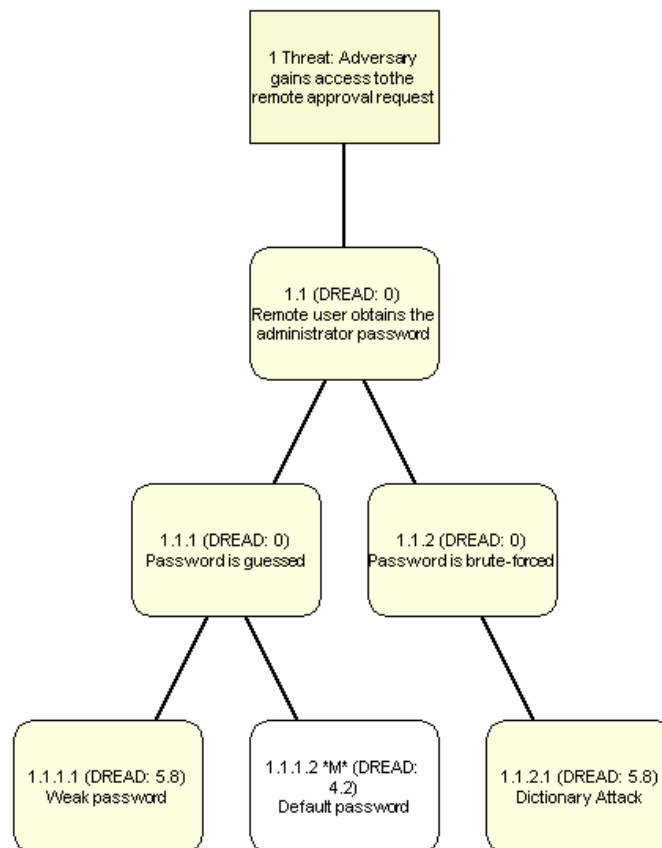 1 Threat: Adversary
gains access to the
remote approval request
1.1 (DREAD: 0)
Remote user obtains the
administrator password
1.1.1 (DREAD: 0)
Password is guessed
1.1.2 (DREAD: 0)
Password is brute-forced
1.1.1.1 (DREAD: 5.8)
Weak password
1.1.1.2 *M* (DREAD:
4.2)
Default password
1.1.2.1 (DREAD: 5.8)
Dictionary Attack